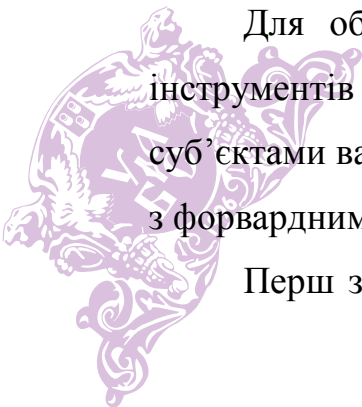 Для об
інструментів
суб’єктами ва
з форвардним
Перш з